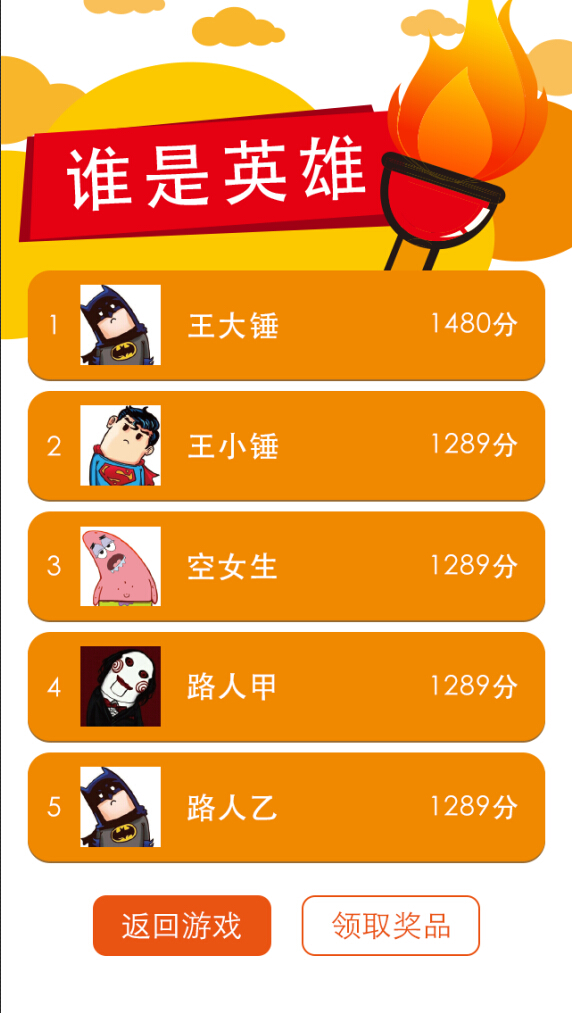 谁是英雄
1 王大锤 1480分
2 王小锤 1289分
3 空女生 1289分
4 路人甲 1289分
5 路人乙 1289分
返回游戏 领取奖品